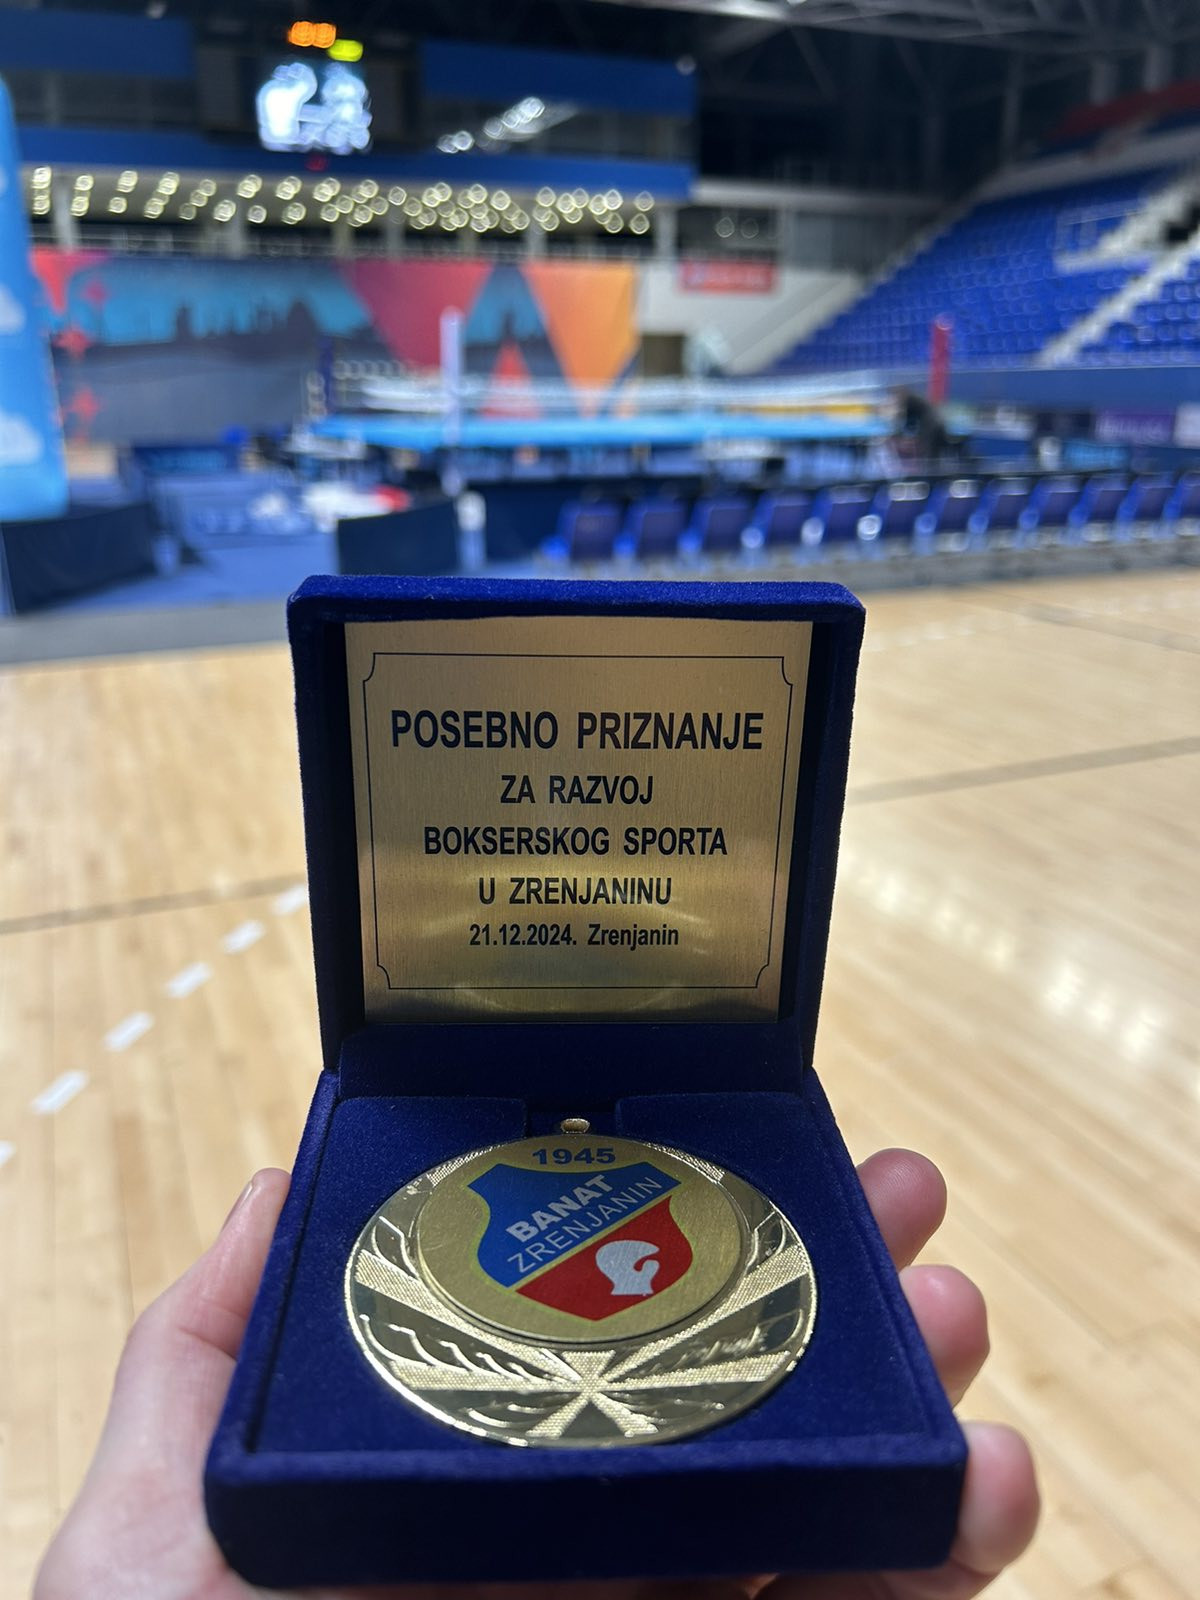 POSEBNO PRIZNANJE
ZA RAZVOJ
BOKSERSKOG SPORTA
U ZRENJANINU
21.12.2024. Zrenjanin
1945
BANAT
ZRENJANIN